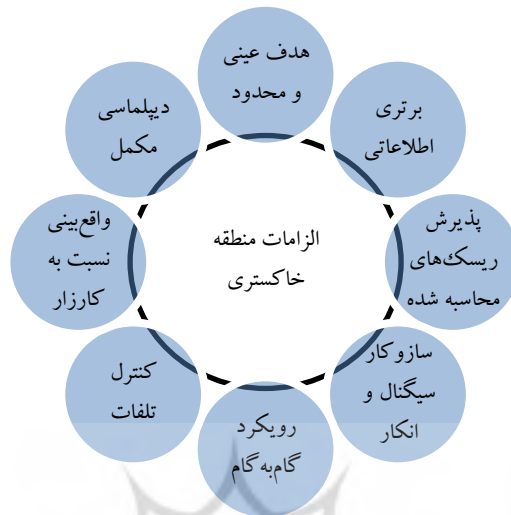 هدف عینی
و محدود
برتری
اطلاعاتی
پذیرش
ریسک‌های
محاسبه شده
سازوکار
سیگنال و
انکار
رویکرد
گام‌به‌گام
کنترل
تلفات
واقع‌بینی
نسبت به
کارزار
دیپلماسی
مکمل
الزامات منطقه
خاکستری